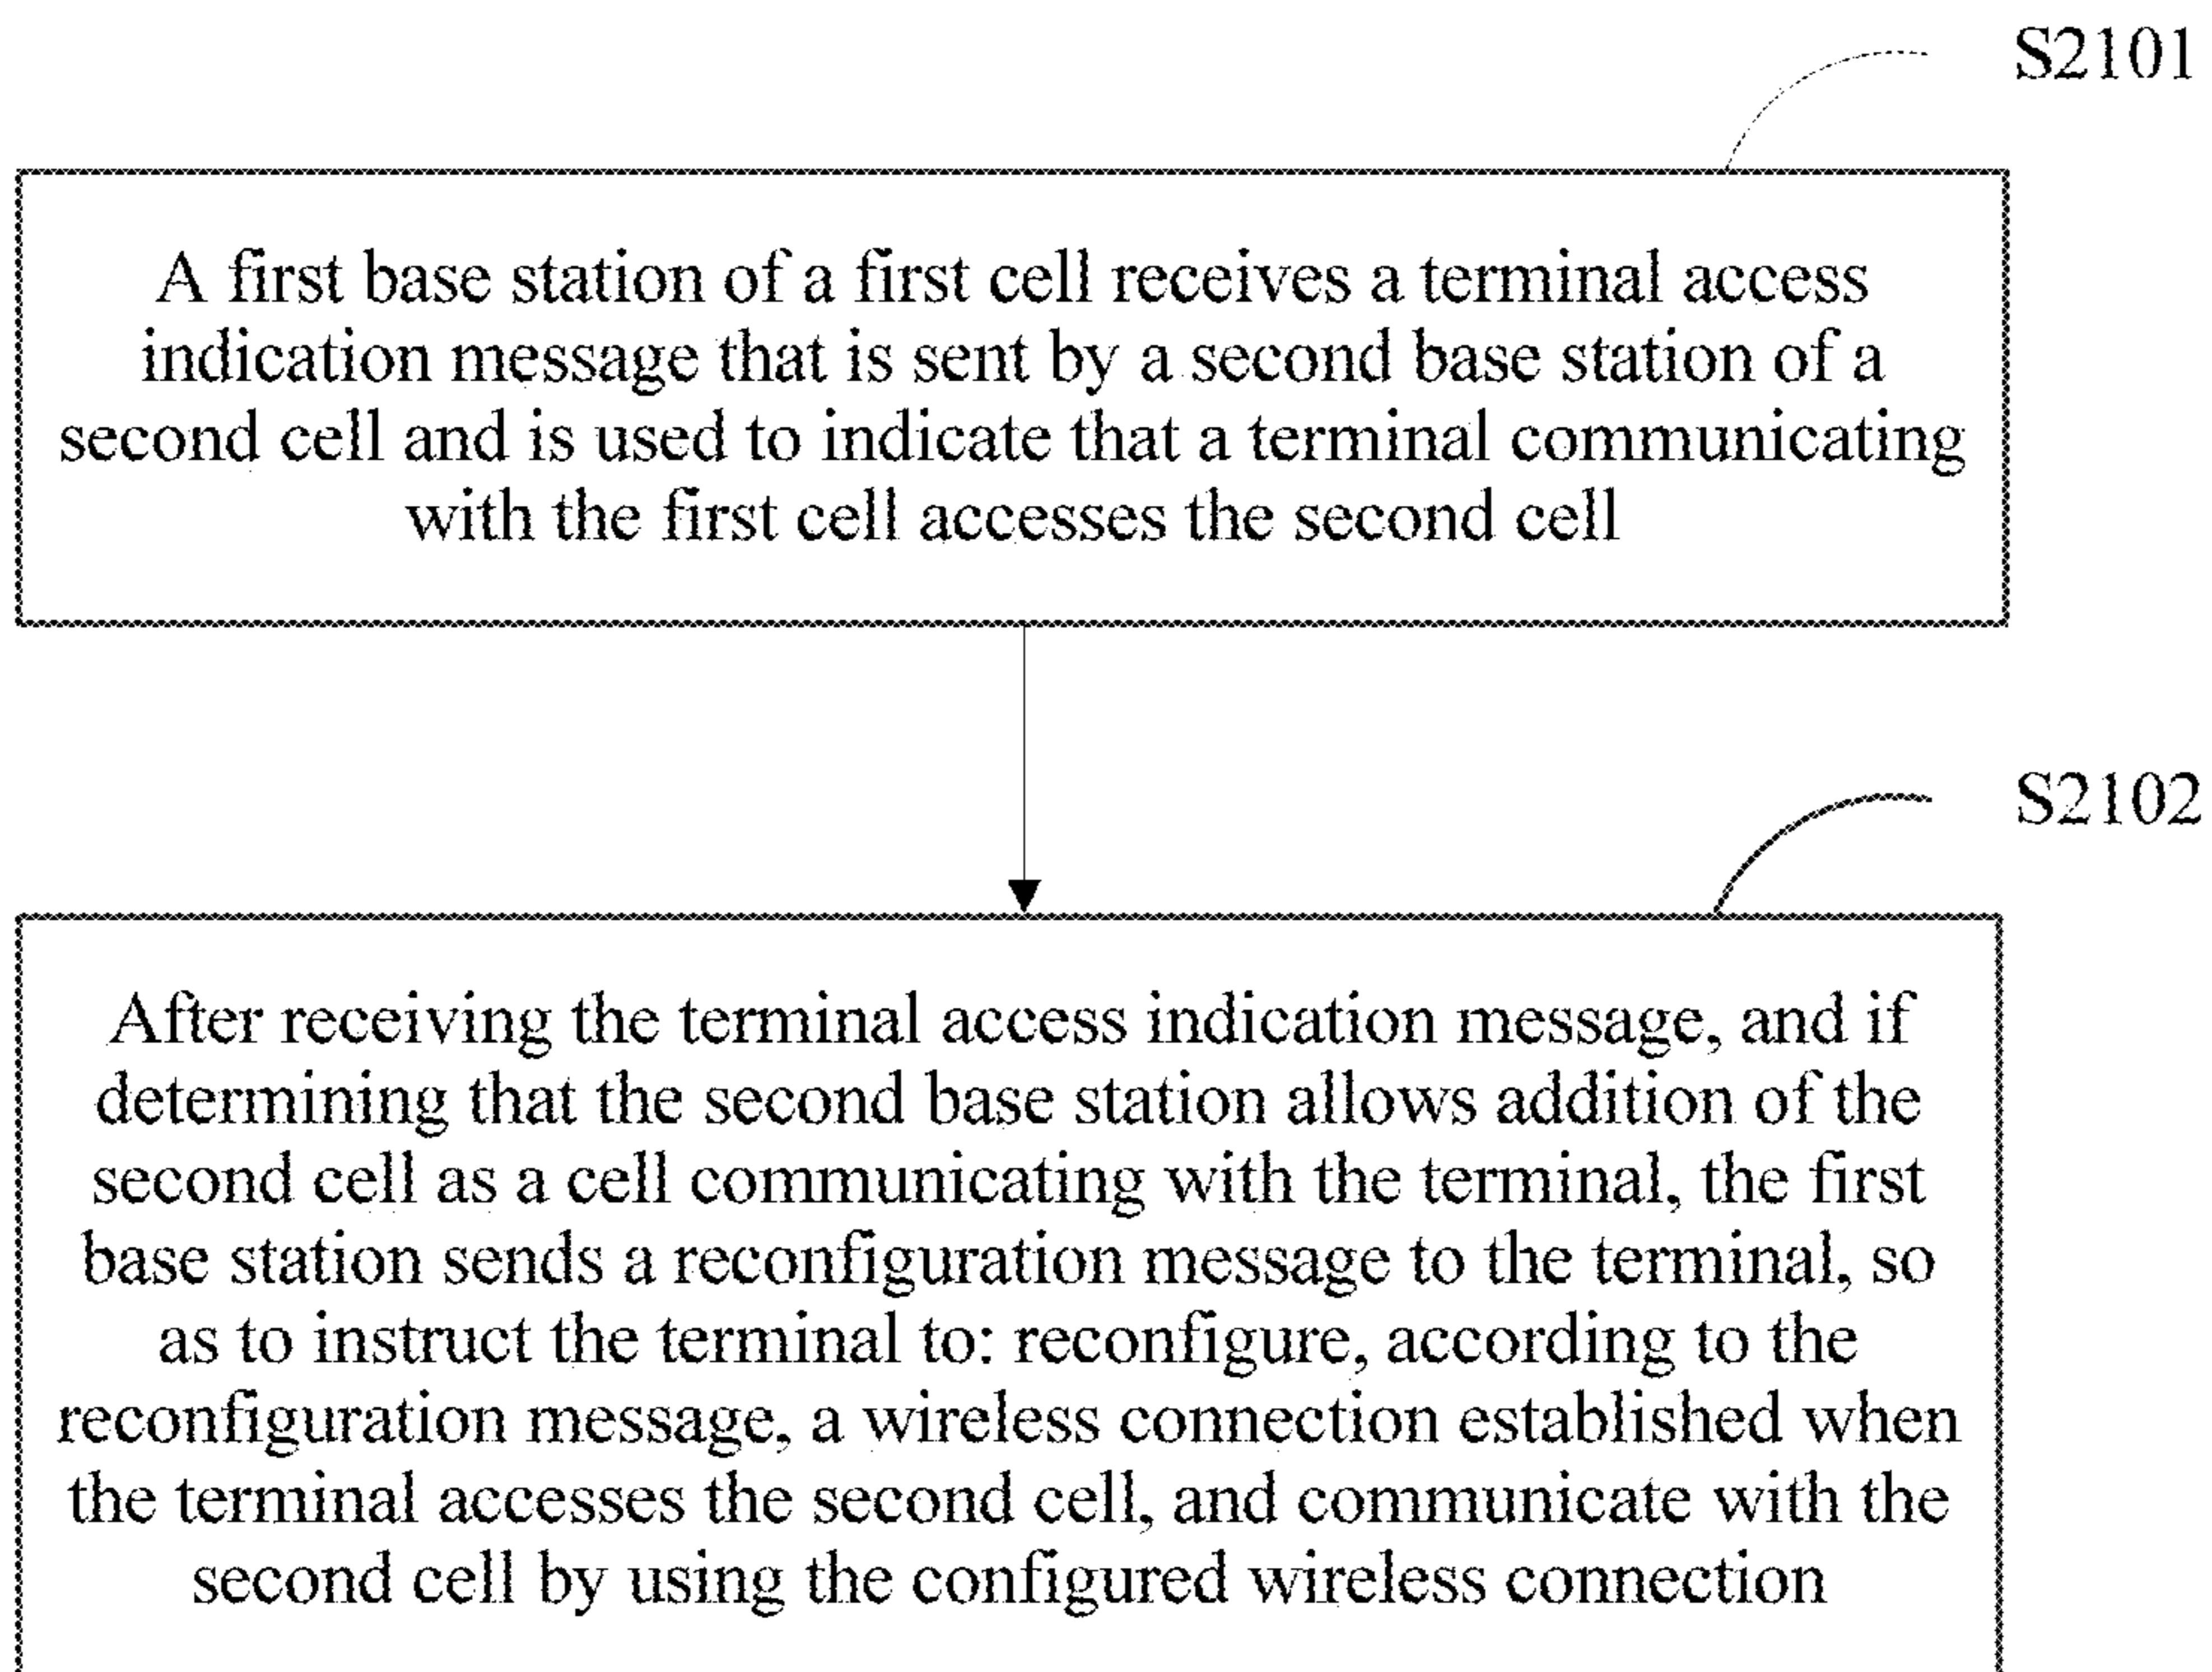 S2101
A first base station of a first cell receives a terminal access
indication message that is sent by a second base station of a
second cell and is used to indicate that a terminal communicating
with the first cell accesses the second cell
S2102
After receiving the terminal access indication message, and if
determining that the second base station allows addition of the
second cell as a cell communicating with the terminal, the first
base station sends a reconfiguration message to the terminal, so
as to instruct the terminal to: reconfigure, according to the
reconfiguration message, a wireless connection established when
the terminal accesses the second cell, and communicate with the
second cell by using the configured wireless connection